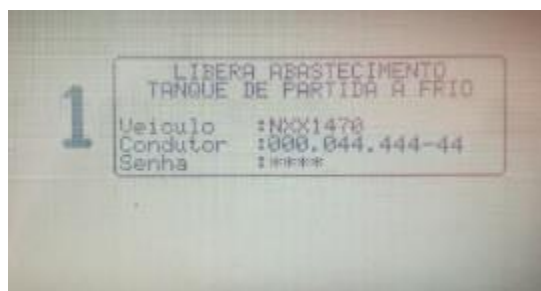 1
LIBERA ABASTECIMENTO
TANQUE DE PARTIDA A FRIO
Veiculo :NXX1470
Condutor :000.044.444-44
Senha :****